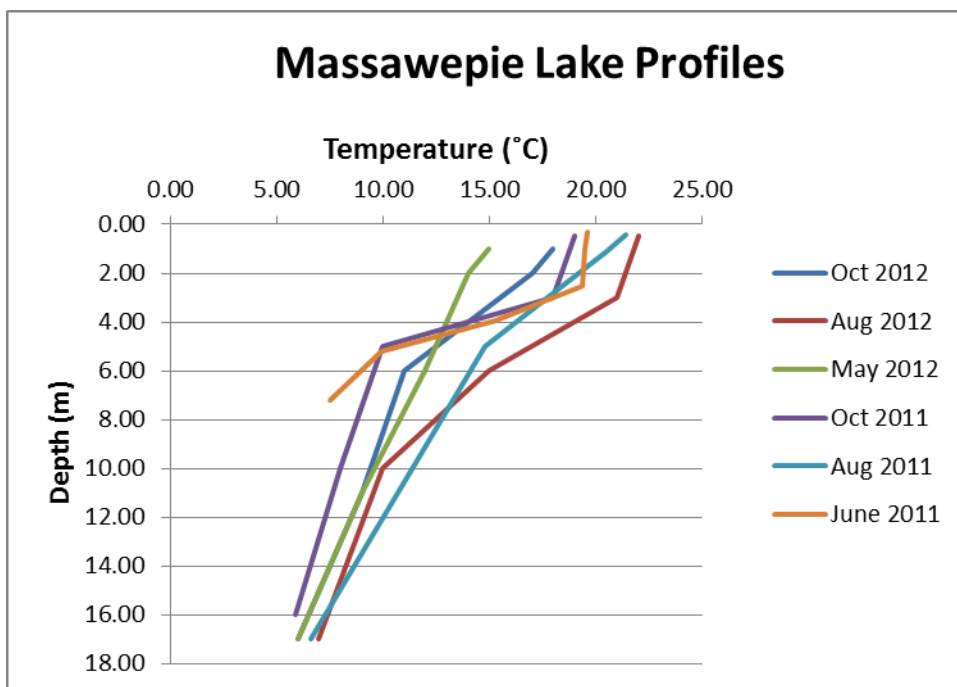 Massawepie Lake Profiles
Temperature (˚C)
0.00 5.00 10.00 15.00 20.00 25.00
0.00
2.00
4.00
6.00
8.00
10.00
12.00
14.00
16.00
18.00
Depth (m)
Oct 2012
Aug 2012
May 2012
Oct 2011
Aug 2011
June 2011